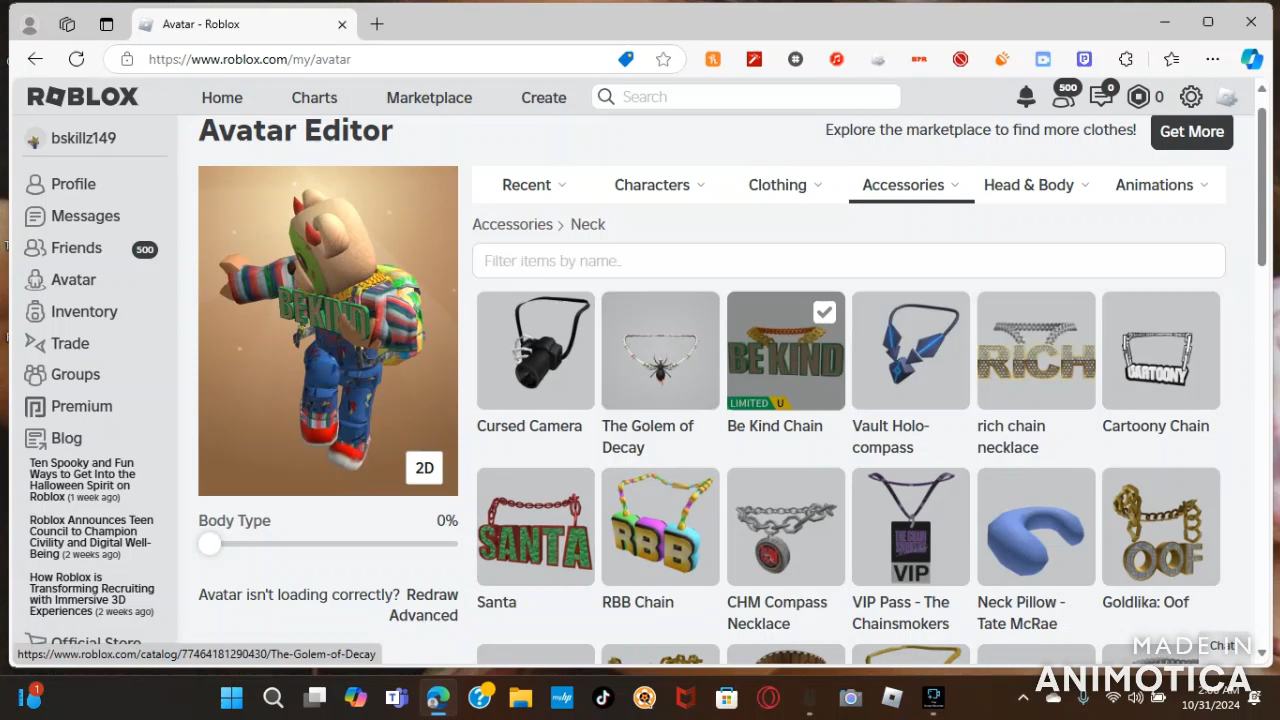 Avatar - Roblox
https://www.roblox.com/my/avatar
BPR
ROBLOX
Home
Charts
Marketplace
Create
Search
500
0
0
bskillz149
Profile
Messages
Friends
500
Avatar
Inventory
Trade
Groups
Premium
Blog
Ten Spooky and Fun
Ways to Get Into the
Halloween Spirit on
Roblox (1 week ago)
Roblox Announces Teen
Council to Champion
Civility and Digital Well-
Being (2 weeks ago)
How Roblox is
Transforming Recruiting
with Immersive 3D
Experiences (2 weeks ago)
Official Store
Avatar Editor
Explore the marketplace to find more clothes!
Get More
BE KIND
2D
Body Type
0%
Avatar isn't loading correctly? Redraw
Advanced
Recent
Characters
Clothing
Accessories
Head & Body
Animations
Accessories > Neck
Filter items by name..
BE KIND
LIMITED U
RICH
CARTOONY
Cursed Camera
The Golem of
Decay
Be Kind Chain
Vault Holo-
compass
rich chain
necklace
Cartoony Chain
SANTA
RBB
VIP
OOF
Santa
RBB Chain
CHM Compass
Necklace
VIP Pass - The
Chainsmokers
Neck Pillow -
Tate McRae
Goldlika: Oof
https://www.roblox.com/catalog/77464181290430/The-Golem-of-Decay
Chat
MADE IN
ANIMOTICA
1
10/31/2024